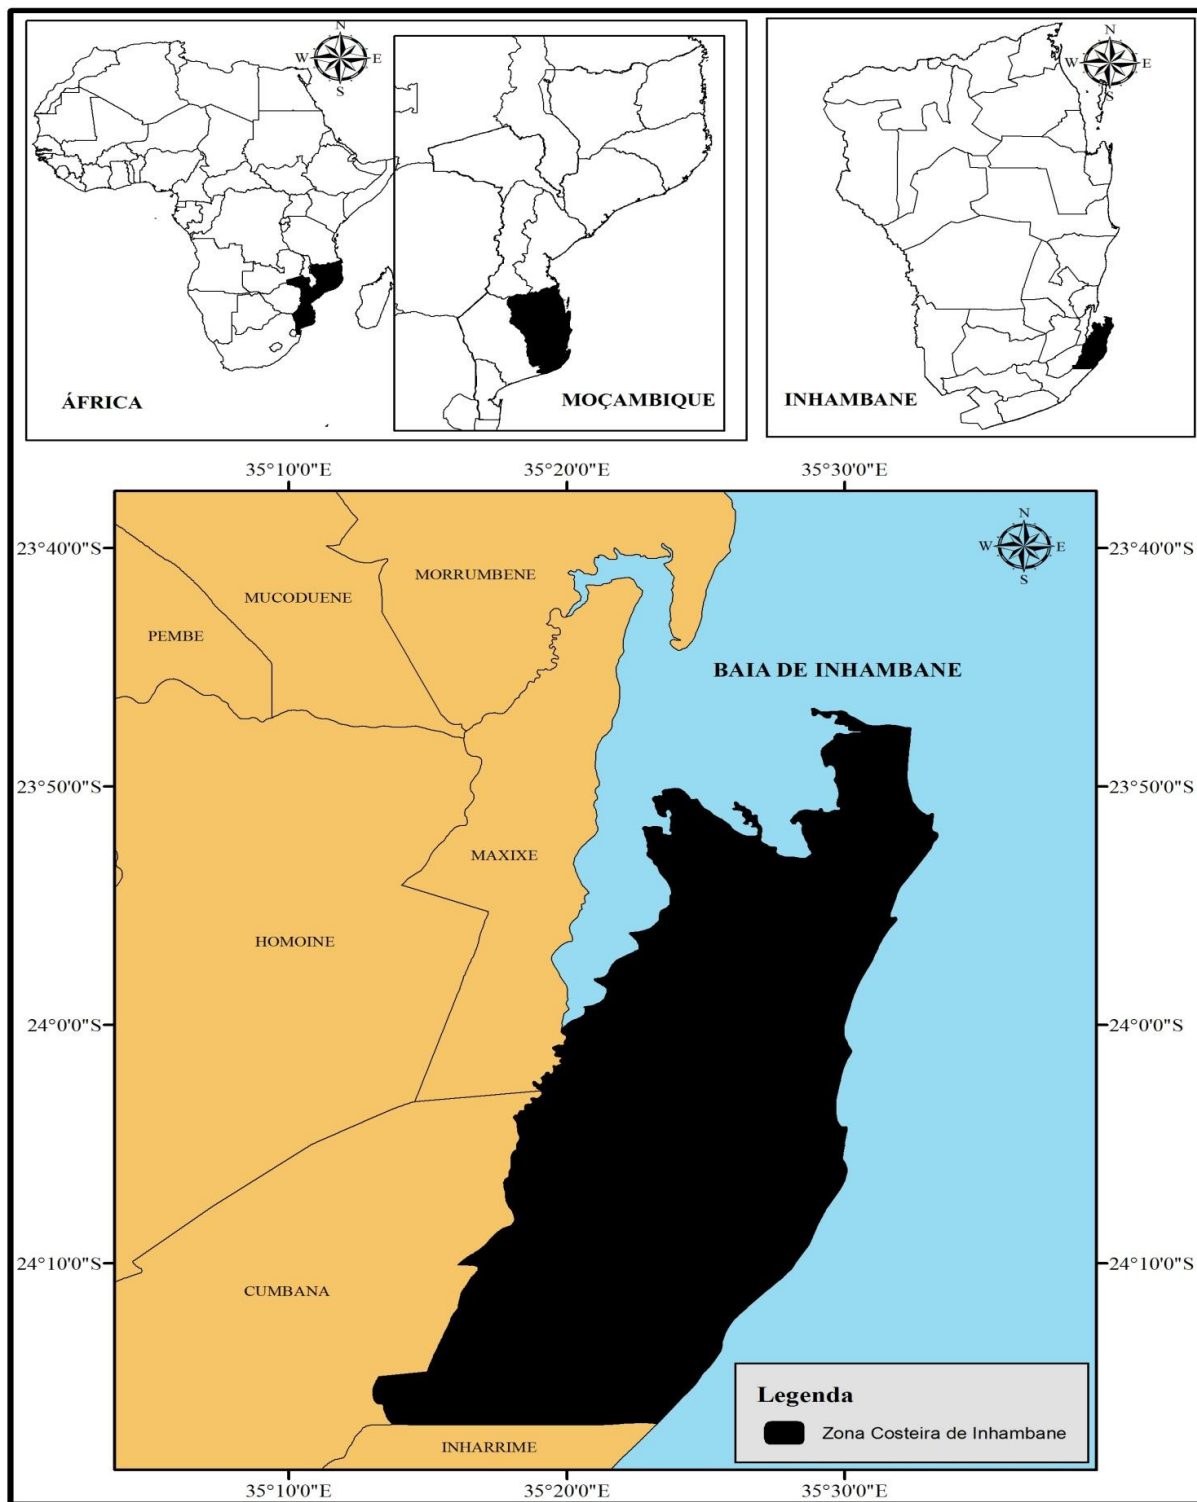 N
W E
S
ÁFRICA
MOÇAMBIQUE
N
W E
S
INHAMBANE
35°10'0"E 35°20'0"E 35°30'0"E
23°40'0"S 23°40'0"S
N
W E
S
MORRUMBENE
MUCODUENE
PEMBE
BAIA DE INHAMBANE
23°50'0"S 23°50'0"S
MAXIXE
HOMOINE
24°0'0"S 24°0'0"S
24°10'0"S 24°10'0"S
CUMBANA
Legenda
Zona Costeira de Inhambane
INHARRIME
35°10'0"E 35°20'0"E 35°30'0"E